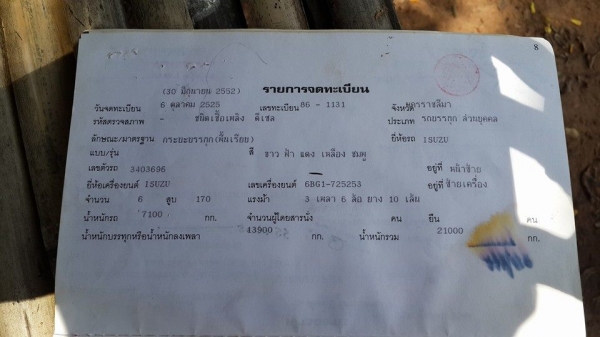 8
(30 มิถุนายน 2552) รายการจดทะเบียน
วันจดทะเบียน 6 ตุลาคม 2525 เลขทะเบียน 86 - 1131 จังหวัด นครราชสีมา
รหัสตรวจสภาพ - ชนิดเชื้อเพลิง ดีเซล ประเภท รถบรรทุก ส่วนบุคคล
ลักษณะ/มาตรฐาน กระบะบรรทุก(พื้นเรียบ) ยี่ห้อรถ ISUZU
แบบ/รุ่น สี ขาว ฟ้า แดง เหลือง ชมพู
เลขตัวรถ 3403696 อยู่ที่ พม้าซ้าย
ยี่ห้อเครื่องยนต์ ISUZU เลขเครื่องยนต์ 6BG1-725253 อยู่ที่ ซ้ายเครื่อง
จำนวน 6 สูบ 170 แรงม้า 3 เพลา 6 ล้อ ยาง 10 เส้น
น้ำหนักรถ 7100 กก. จำนวนผู้โดยสารนั่ง คน ยืน คน
น้ำหนักบรรทุกหรือน้ำหนักลงเพลา 13900 กก. น้ำหนักรวม 21000 กก.